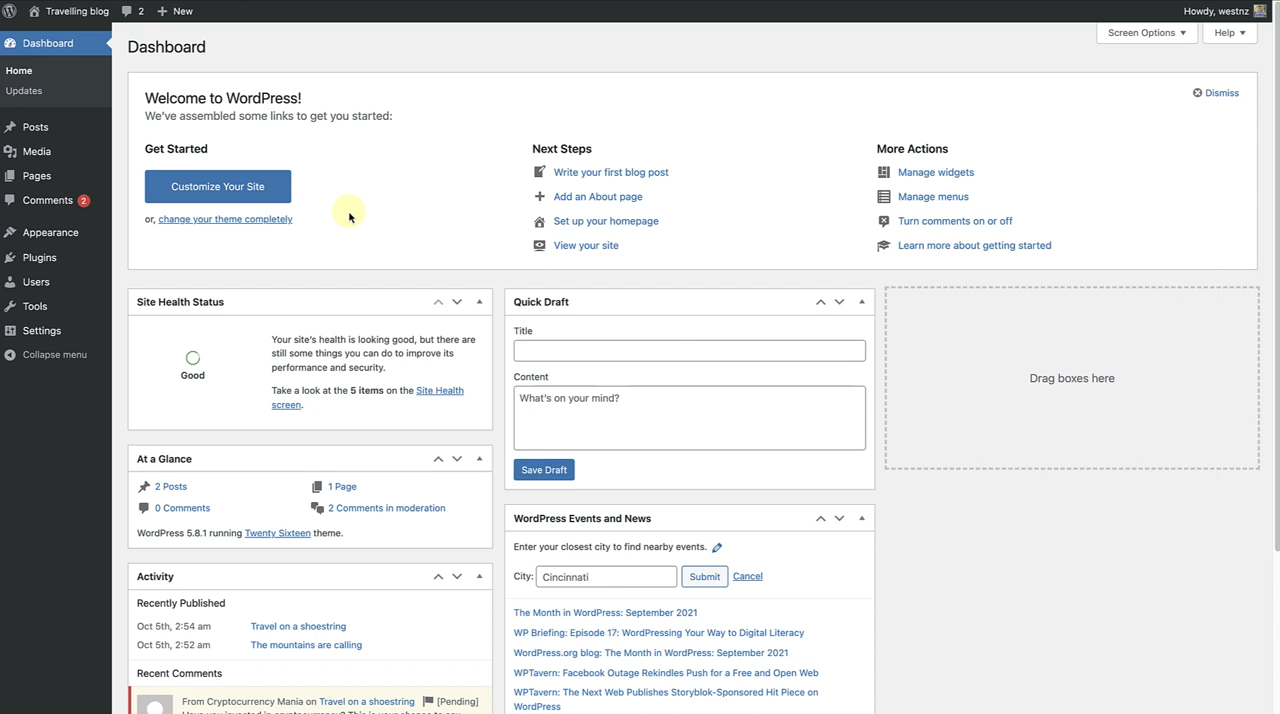 Travelling blog 2 + New Howdy, westnz
Dashboard
Home
Updates
Posts
Media
Pages
Comments 2
Appearance
Plugins
Users
Tools
Settings
Collapse menu
Dashboard
Screen Options Help
Welcome to WordPress!
We've assembled some links to get you started:
Dismiss
Get Started
Customize Your Site
or, change your theme completely
Next Steps
Write your first blog post
Add an About page
Set up your homepage
View your site
More Actions
Manage widgets
Manage menus
Turn comments on or off
Learn more about getting started
Site Health Status
Good
Your site's health is looking good, but there are
still some things you can do to improve its
performance and security.
Take a look at the 5 items on the Site Health
screen.
At a Glance
2 Posts 1 Page
0 Comments 2 Comments in moderation
WordPress 5.8.1 running Twenty Sixteen theme.
Activity
Recently Published
Oct 5th, 2:54 am Travel on a shoestring
Oct 5th, 2:52 am The mountains are calling
Recent Comments
From Cryptocurrency Mania on Travel on a shoestring [Pending]
Have you invested in cryptocurrency? This is your chance to say
Quick Draft
Title
Content
What's on your mind?
Save Draft
WordPress Events and News
Enter your closest city to find nearby events.
City: Cincinnati Submit Cancel
The Month in WordPress: September 2021
WP Briefing: Episode 17: WordPressing Your Way to Digital Literacy
WordPress.org blog: The Month in WordPress: September 2021
WPTavern: Facebook Outage Rekindles Push for a Free and Open Web
WPTavern: The Next Web Publishes Storyblok-Sponsored Hit Piece on
WordPress
Drag boxes here